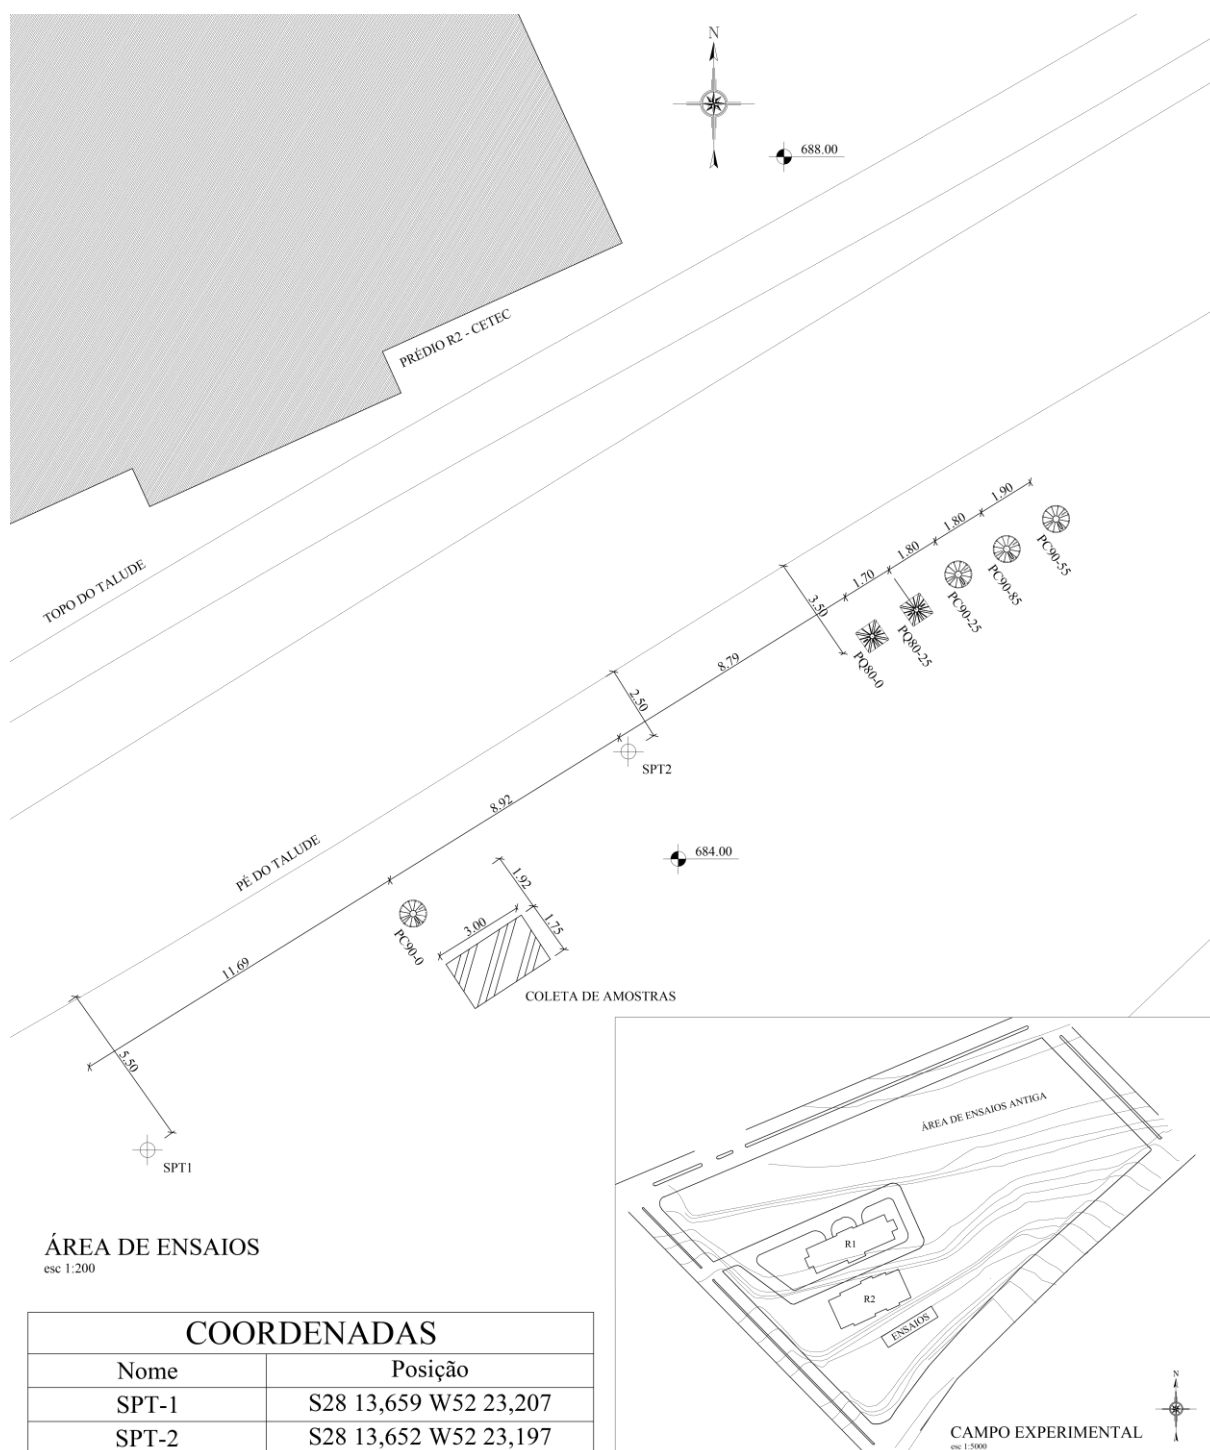 N
688.00
PRÉDIO R2 - CETEC
TOPO DO TALUDE
1.90
1.80
1.80
1.70
3.50
PC90-55
PC90-85
PC90-25
PQ80-25
PQ80-0
8.79
2.50
SPT2
8.92
684.00
PÉ DO TALUDE
1.92
3.00
1.75
PC90-0
11.69
COLETA DE AMOSTRAS
5.50
SPT1
ÁREA DE ENSAIOS
esc 1:200
COORDENADAS
Nome Posição
SPT-1 S28 13,659 W52 23,207
SPT-2 S28 13,652 W52 23,197
ÁREA DE ENSAIOS ANTIGA
R1
R2
ENSAIOS
N
CAMPO EXPERIMENTAL
esc 1:5000